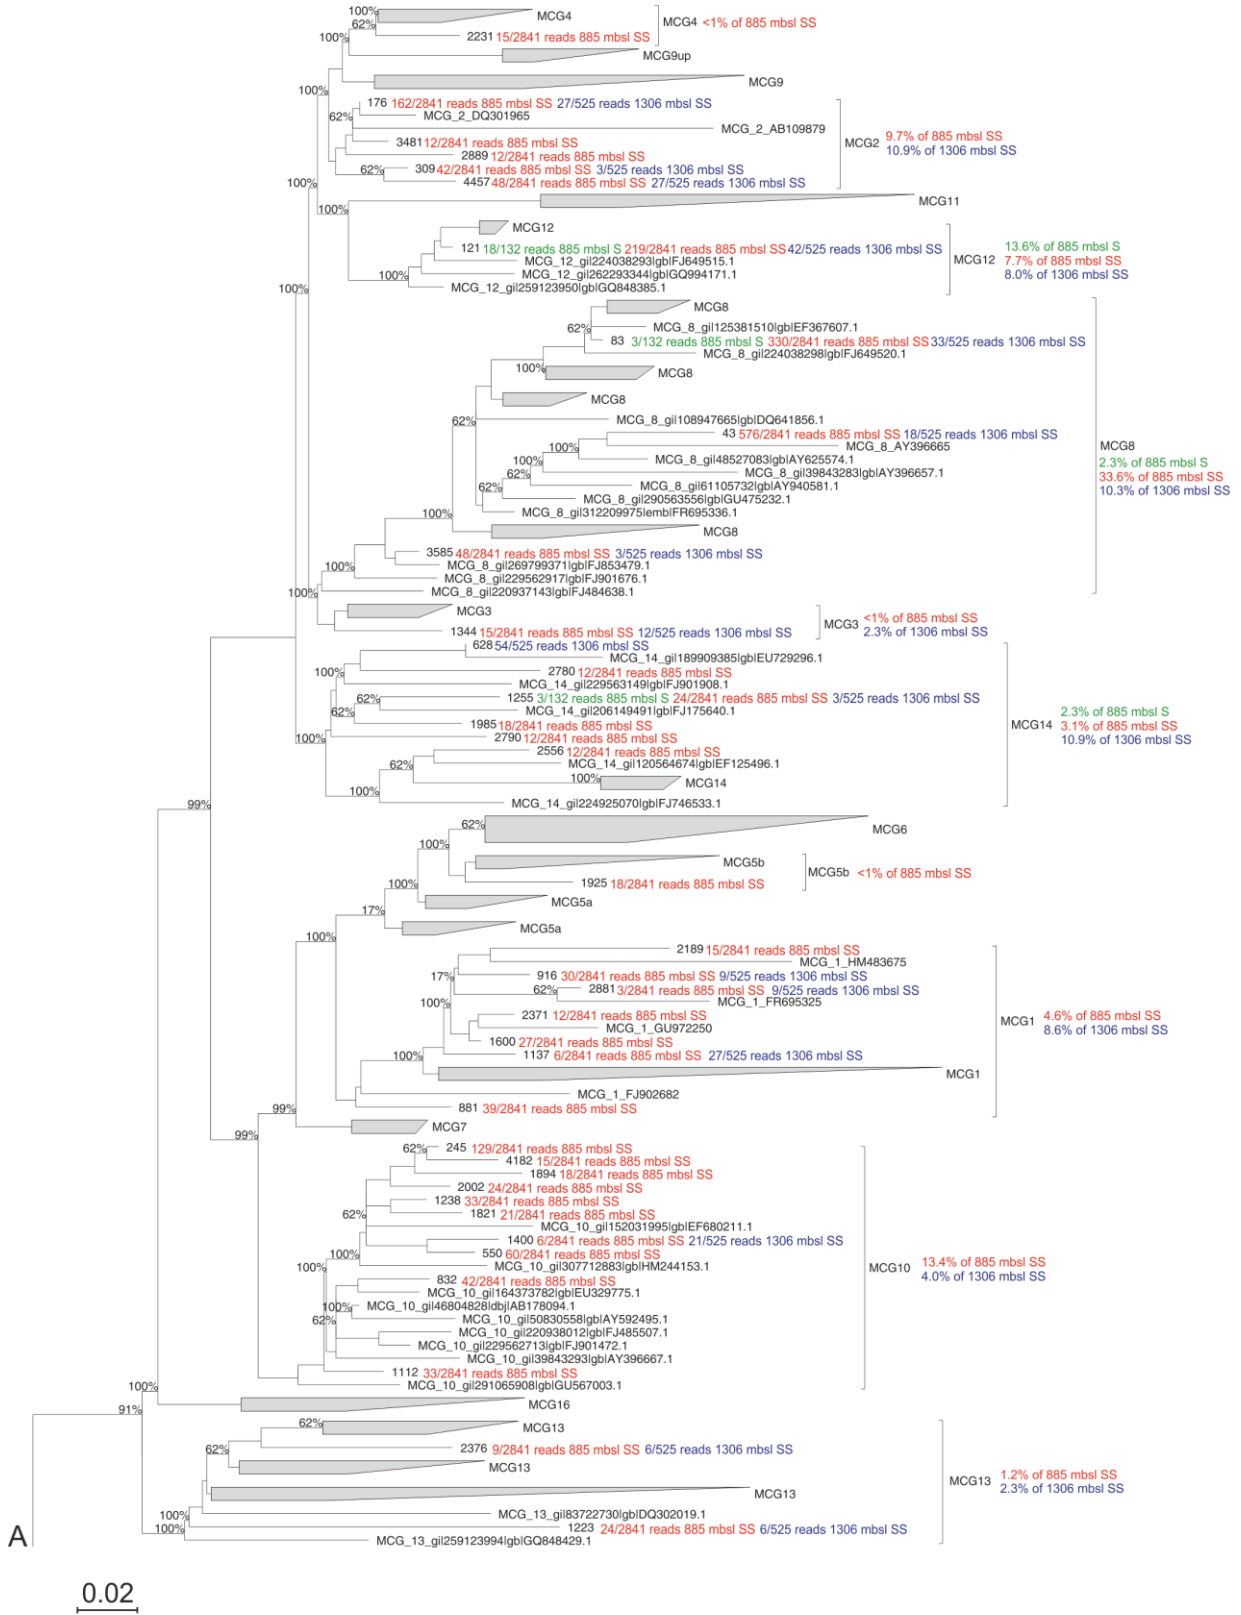 100% MCG4
62%
2231 15/2841 reads 885 mbsl SS
MCG4 <1% of 885 mbsl SS
100%
MCG9up
MCG9
100%
176 162/2841 reads 885 mbsl SS 27/525 reads 1306 mbsl SS
62% MCG_2_DQ301965
MCG_2_AB109879
3481 12/2841 reads 885 mbsl SS
2889 12/2841 reads 885 mbsl SS
62% 309 42/2841 reads 885 mbsl SS 3/525 reads 1306 mbsl SS
4457 48/2841 reads 885 mbsl SS 27/525 reads 1306 mbsl SS
MCG2 9.7% of 885 mbsl SS
10.9% of 1306 mbsl SS
100%
MCG11
100%
MCG12
121 18/132 reads 885 mbsl S 219/2841 reads 885 mbsl SS 42/525 reads 1306 mbsl SS
MCG_12_gi|224038293|gb|FJ649515.1
100% MCG_12_gi|262293344|gb|GQ994171.1
MCG_12_gi|259123950|gb|GQ848385.1
MCG12 13.6% of 885 mbsl S
7.7% of 885 mbsl SS
8.0% of 1306 mbsl SS
100%
MCG8
62% MCG_8_gi|125381510|gb|EF367607.1
83 3/132 reads 885 mbsl S 330/2841 reads 885 mbsl SS 33/525 reads 1306 mbsl SS
MCG_8_gi|224038298|gb|FJ649520.1
100% MCG8
MCG8
62% MCG_8_gi|108947665|gb|DQ641856.1
43 576/2841 reads 885 mbsl SS 18/525 reads 1306 mbsl SS
100% MCG_8_AY396665
100% MCG_8_gi|48527083|gb|AY625574.1
62% MCG_8_gi|39843283|gb|AY396657.1
62% MCG_8_gi|61105732|gb|AY940581.1
MCG_8_gi|290563556|gb|GU475232.1
100% MCG_8_gi|312209975|emb|FR695336.1
MCG8
MCG8
2.3% of 885 mbsl S
33.6% of 885 mbsl SS
10.3% of 1306 mbsl SS
3585 48/2841 reads 885 mbsl SS 3/525 reads 1306 mbsl SS
100% MCG_8_gi|269799371|gb|FJ853479.1
MCG_8_gi|229562917|gb|FJ901676.1
100% MCG_8_gi|220937143|gb|FJ484638.1
MCG3
1344 15/2841 reads 885 mbsl SS 12/525 reads 1306 mbsl SS
MCG3 <1% of 885 mbsl SS
2.3% of 1306 mbsl SS
628 54/525 reads 1306 mbsl SS
MCG_14_gi|189909385|gb|EU729296.1
100% 2780 12/2841 reads 885 mbsl SS
MCG_14_gi|229563149|gb|FJ901908.1
62% 1255 3/132 reads 885 mbsl S 24/2841 reads 885 mbsl SS 3/525 reads 1306 mbsl SS
62% MCG_14_gi|206149491|gb|FJ175640.1
1985 18/2841 reads 885 mbsl SS
100% 2790 12/2841 reads 885 mbsl SS
2556 12/2841 reads 885 mbsl SS
62% MCG_14_gi|120564674|gb|EF125496.1
100% MCG14
100% MCG_14_gi|224925070|gb|FJ746533.1
MCG14 2.3% of 885 mbsl S
3.1% of 885 mbsl SS
10.9% of 1306 mbsl SS
99%
62% MCG6
100%
MCG5b
1925 18/2841 reads 885 mbsl SS
MCG5b <1% of 885 mbsl SS
100%
MCG5a
17%
MCG5a
100%
2189 15/2841 reads 885 mbsl SS
MCG_1_HM483675
17% 916 30/2841 reads 885 mbsl SS 9/525 reads 1306 mbsl SS
62% 2881 3/2841 reads 885 mbsl SS 9/525 reads 1306 mbsl SS
MCG_1_FR695325
100%
2371 12/2841 reads 885 mbsl SS
MCG_1_GU972250
1600 27/2841 reads 885 mbsl SS
100% 1137 6/2841 reads 885 mbsl SS 27/525 reads 1306 mbsl SS
MCG1
MCG_1_FJ902682
881 39/2841 reads 885 mbsl SS
MCG1 4.6% of 885 mbsl SS
8.6% of 1306 mbsl SS
99%
MCG7
99%
62% 245 129/2841 reads 885 mbsl SS
4182 15/2841 reads 885 mbsl SS
1894 18/2841 reads 885 mbsl SS
2002 24/2841 reads 885 mbsl SS
1238 33/2841 reads 885 mbsl SS
62% 1821 21/2841 reads 885 mbsl SS
MCG_10_gi|152031995|gb|EF680211.1
1400 6/2841 reads 885 mbsl SS 21/525 reads 1306 mbsl SS
100% 550 60/2841 reads 885 mbsl SS
100% MCG_10_gi|307712883|gb|HM244153.1
832 42/2841 reads 885 mbsl SS
MCG_10_gi|164373782|gb|EU329775.1
100% MCG_10_gi|46804828|dbj|AB178094.1
62% MCG_10_gi|50830558|gb|AY592495.1
MCG_10_gi|220938012|gb|FJ485507.1
MCG_10_gi|229562713|gb|FJ901472.1
MCG_10_gi|39843293|gb|AY396667.1
1112 33/2841 reads 885 mbsl SS
MCG_10_gi|291065908|gb|GU567003.1
MCG10 13.4% of 885 mbsl SS
4.0% of 1306 mbsl SS
100%
MCG16
91%
62% MCG13
62% 2376 9/2841 reads 885 mbsl SS 6/525 reads 1306 mbsl SS
MCG13
MCG13
100% MCG_13_gi|83722730|gb|DQ302019.1
100% 1223 24/2841 reads 885 mbsl SS 6/525 reads 1306 mbsl SS
MCG_13_gi|259123994|gb|GQ848429.1
MCG13 1.2% of 885 mbsl SS
2.3% of 1306 mbsl SS
A
0.02